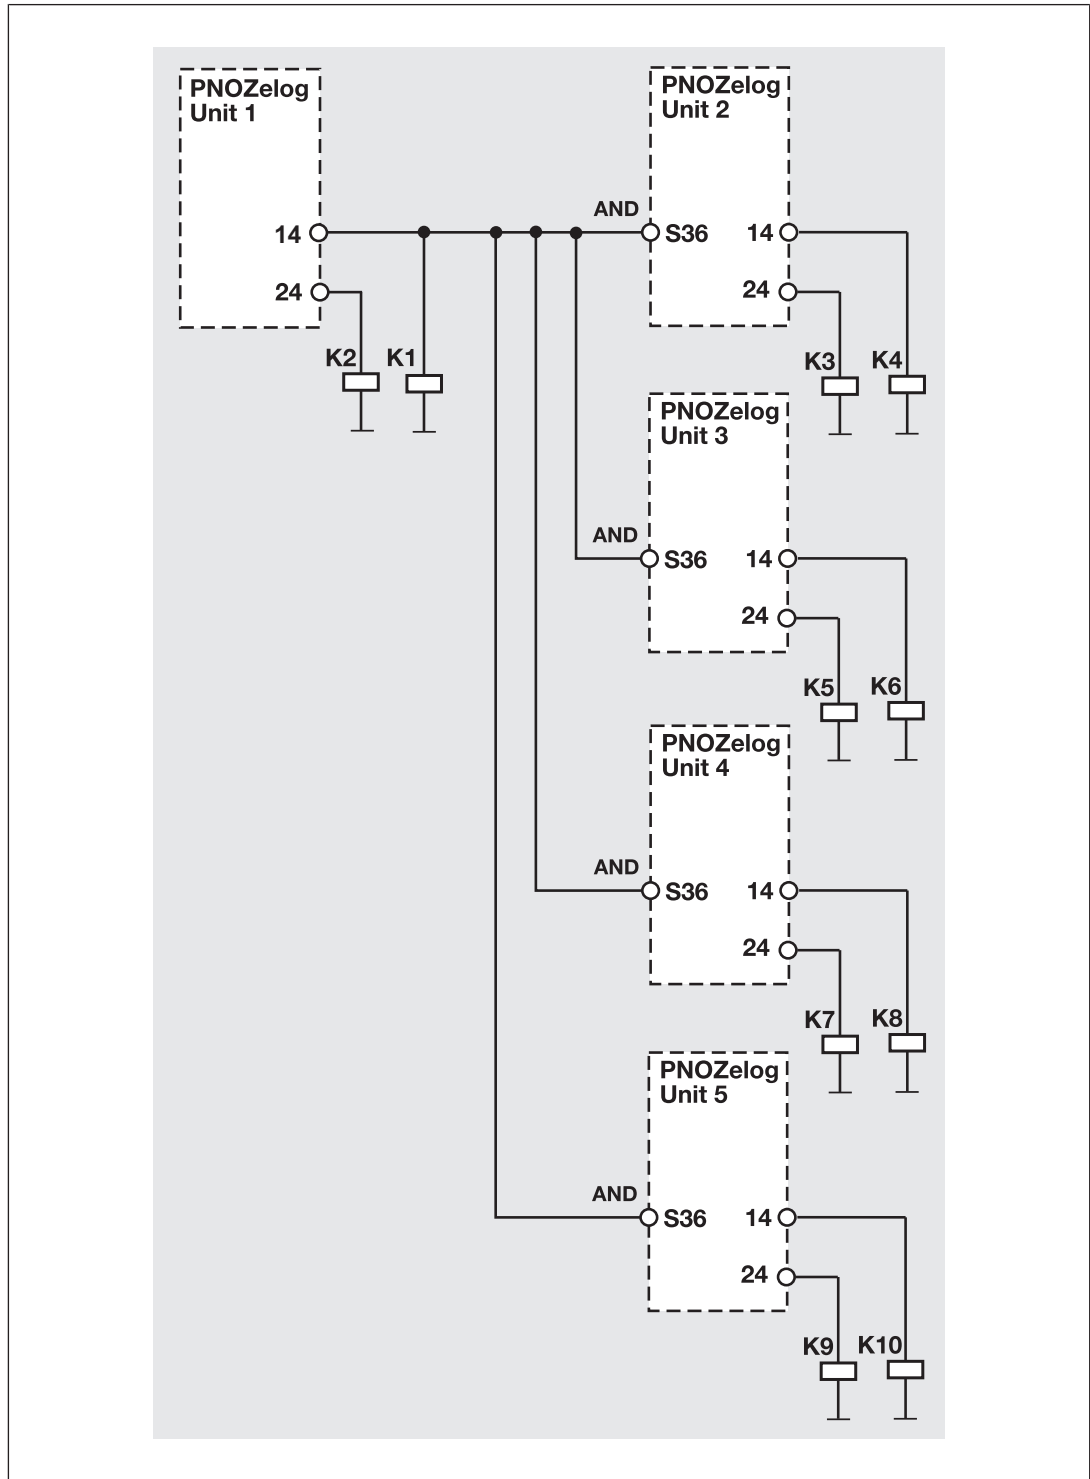 PNOZelog
Unit 1
14
24
K2
K1
PNOZelog
Unit 2
AND
S36
14
24
K3
K4
PNOZelog
Unit 3
AND
S36
14
24
K5
K6
PNOZelog
Unit 4
AND
S36
14
24
K7
K8
PNOZelog
Unit 5
AND
S36
14
24
K9
K10